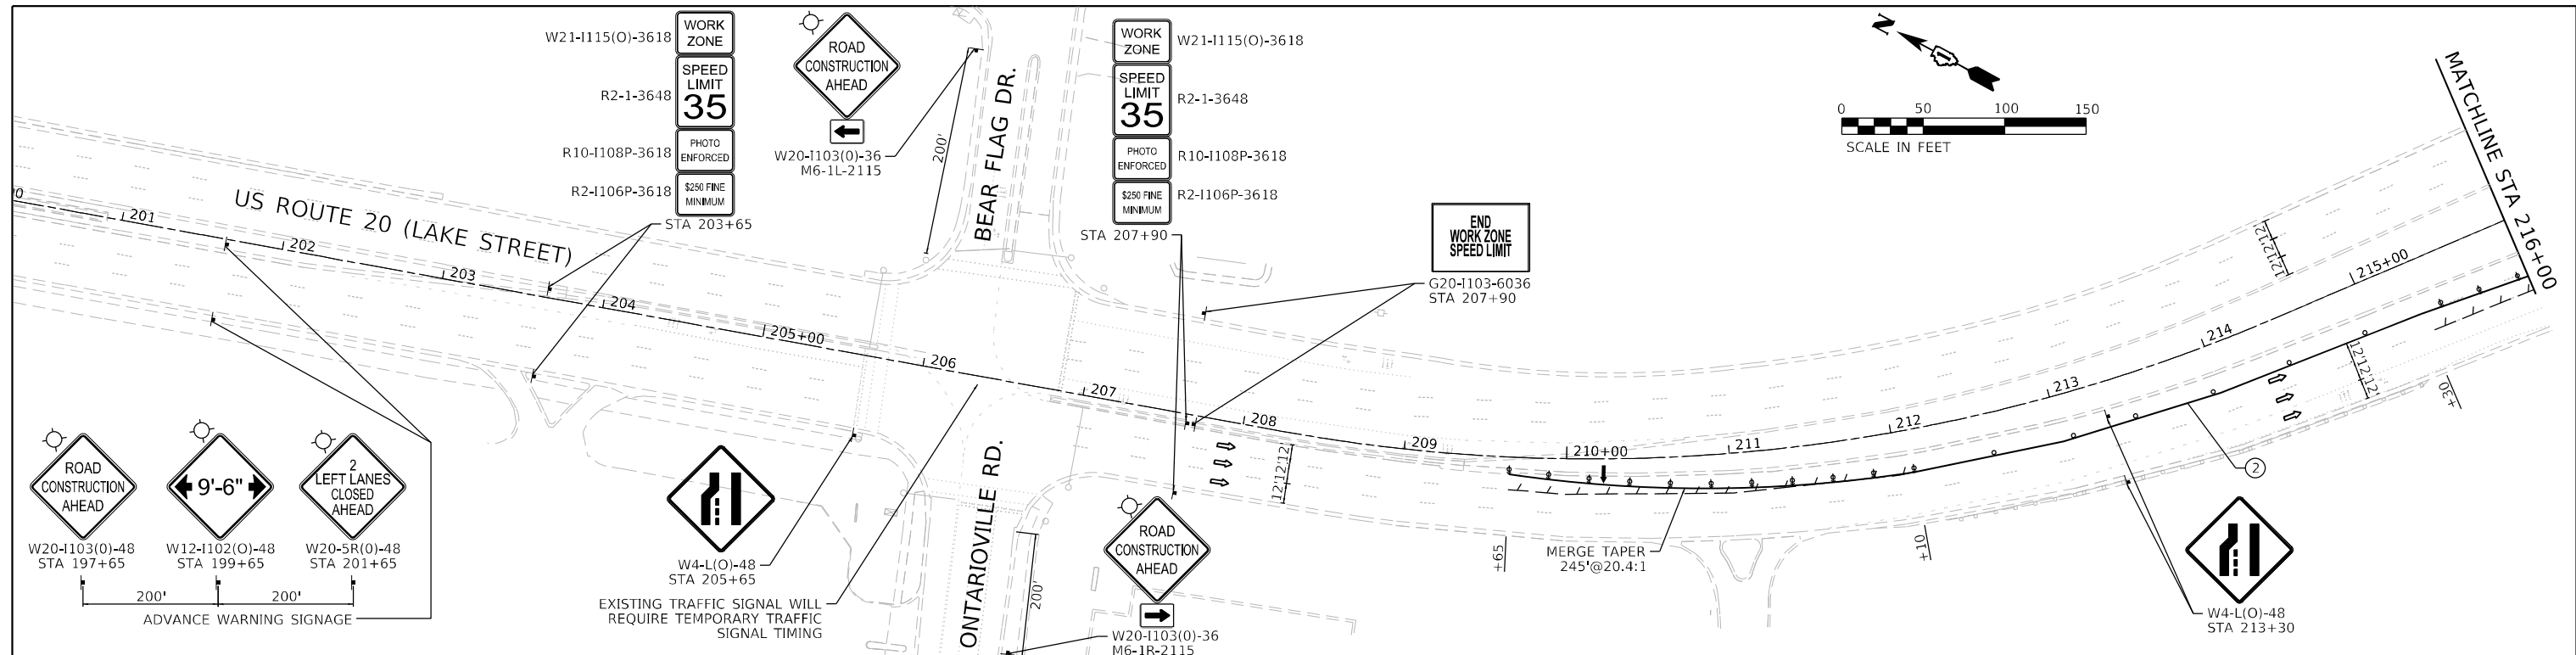 W21-I115(O)-3618
WORK
ZONE
R2-1-3648
SPEED
LIMIT
35
R10-I108P-3618
PHOTO
ENFORCED
R2-I106P-3618
$250 FINE
MINIMUM
STA 203+65
ROAD
CONSTRUCTION
AHEAD
W20-I103(0)-36
M6-1L-2115
200'
BEAR FLAG DR.
WORK
ZONE
W21-I115(O)-3618
SPEED
LIMIT
35
R2-1-3648
PHOTO
ENFORCED
R10-I108P-3618
$250 FINE
MINIMUM
R2-I106P-3618
STA 207+90
END
WORK ZONE
SPEED LIMIT
G20-I103-6036
STA 207+90
N
0 50 100 150
SCALE IN FEET
MATCHLINE STA 216+00
US ROUTE 20 (LAKE STREET)
201
202
203
204
205+00
206
207
208
209
210+00
211
212
213
214
215+00
12'12'12'
12'12'12'
12'12'12'
+30
+10
+65
2
ROAD
CONSTRUCTION
AHEAD
W20-I103(0)-48
STA 197+65
9'-6"
W12-I102(O)-48
STA 199+65
2
LEFT LANES
CLOSED
AHEAD
W20-5R(0)-48
STA 201+65
200'
200'
ADVANCE WARNING SIGNAGE
W4-L(O)-48
STA 205+65
EXISTING TRAFFIC SIGNAL WILL
REQUIRE TEMPORARY TRAFFIC
SIGNAL TIMING
ONTARIOVILLE RD.
200'
ROAD
CONSTRUCTION
AHEAD
W20-I103(0)-36
M6-1R-2115
MERGE TAPER
245'@20.4:1
W4-L(O)-48
STA 213+30